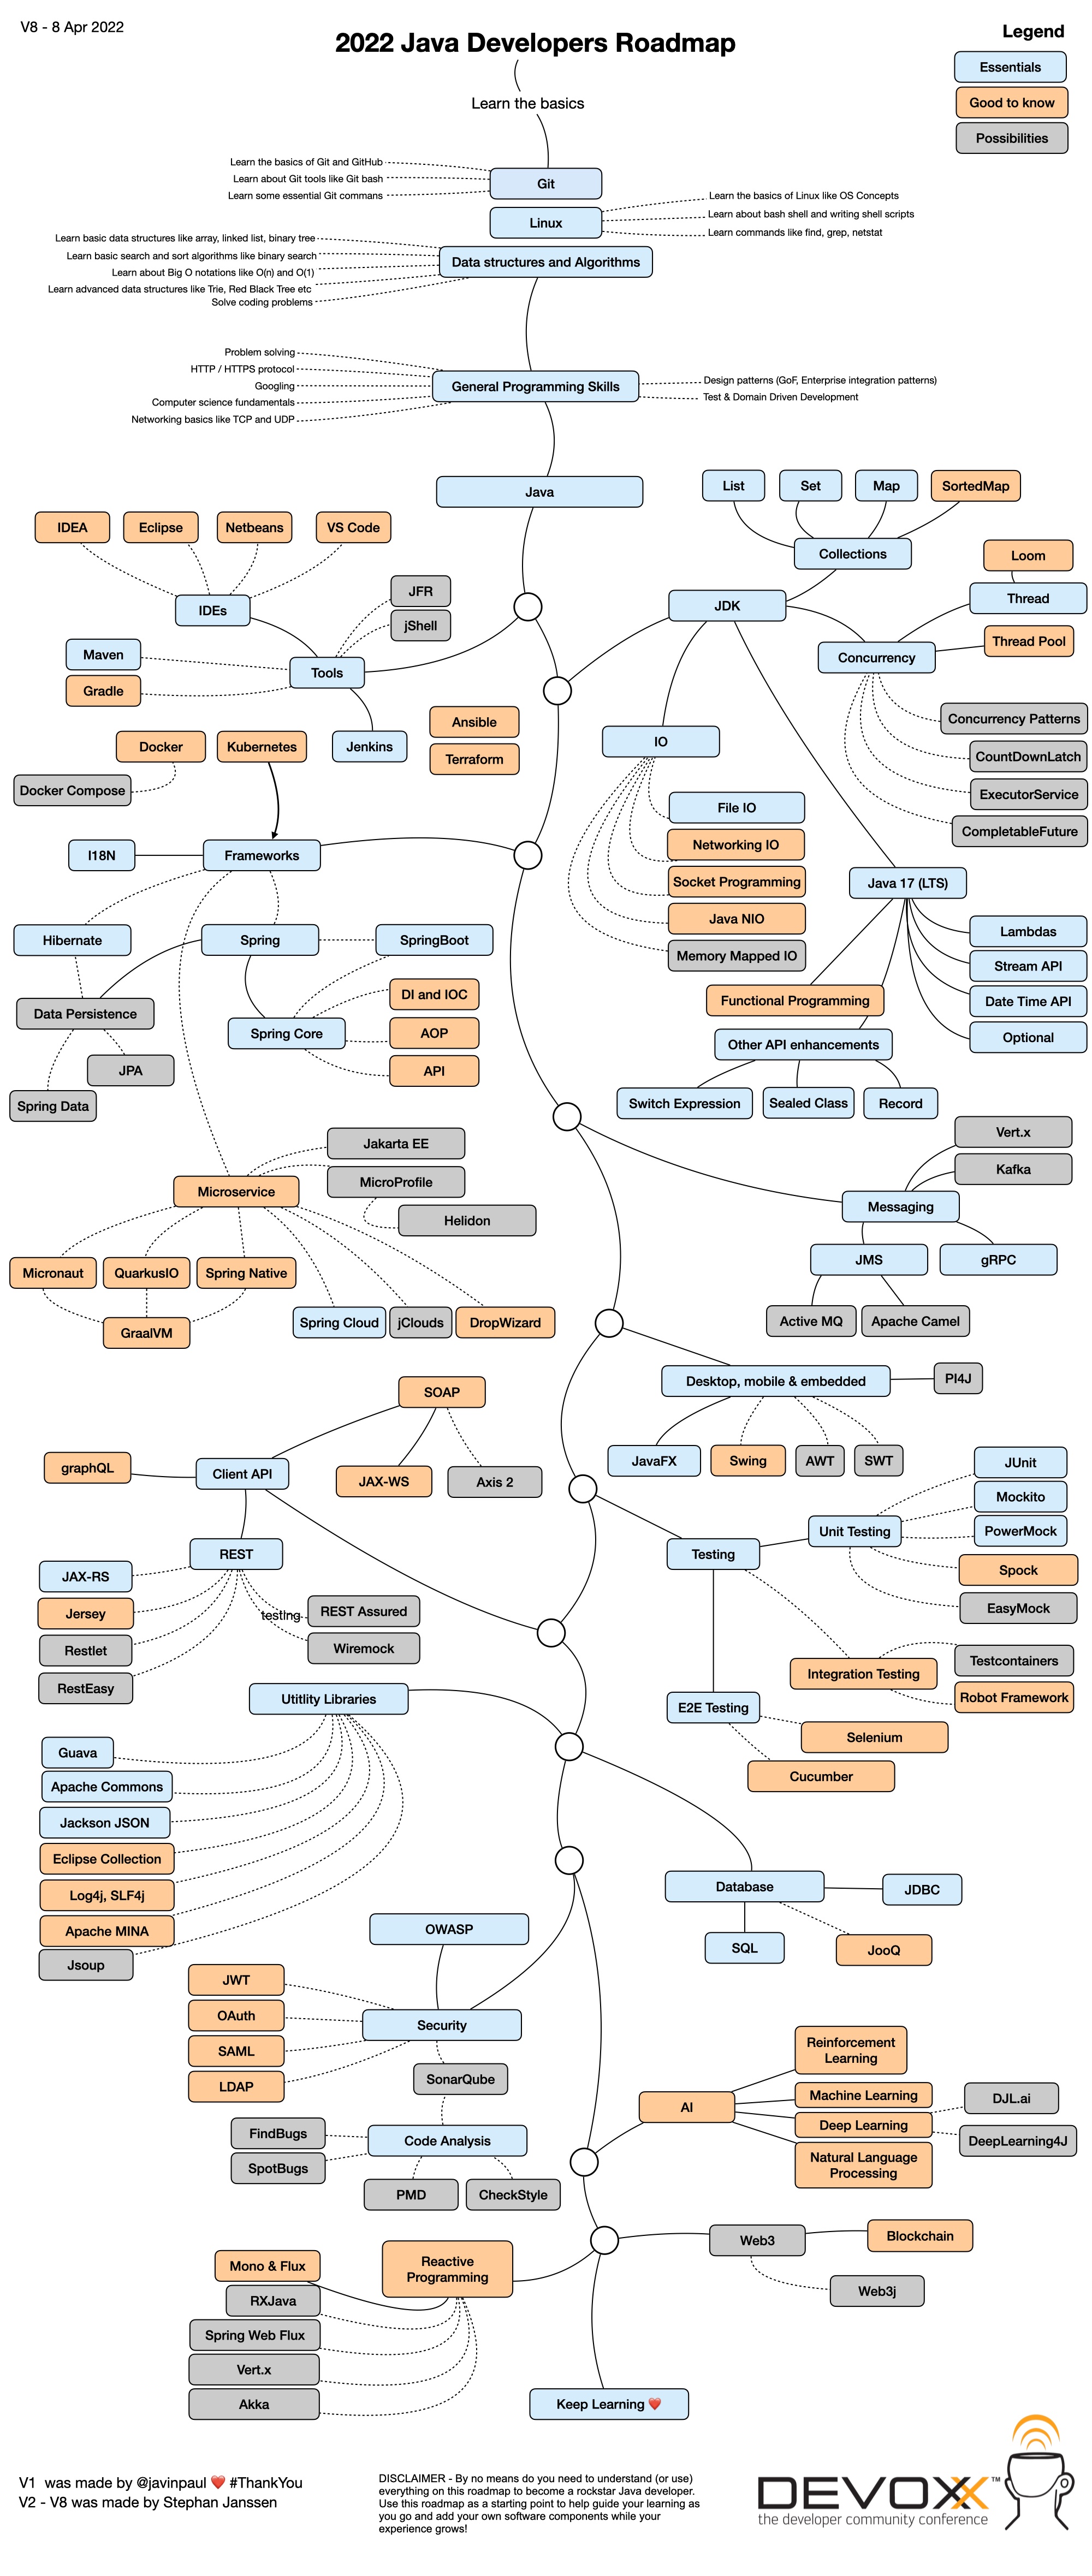 V8 - 8 Apr 2022
2022 Java Developers Roadmap
Legend
Essentials
Good to know
Possibilities
Learn the basics
Learn the basics of Git and GitHub
Learn about Git tools like Git bash
Learn some essential Git commans
Git
Linux
Learn the basics of Linux like OS Concepts
Learn about bash shell and writing shell scripts
Learn commands like find, grep, netstat
Learn basic data structures like array, linked list, binary tree
Learn basic search and sort algorithms like binary search
Learn about Big O notations like O(n) and O(1)
Learn advanced data structures like Trie, Red Black Tree etc
Solve coding problems
Data structures and Algorithms
Problem solving
HTTP / HTTPS protocol
Googling
Computer science fundamentals
Networking basics like TCP and UDP
General Programming Skills
Design patterns (GoF, Enterprise integration patterns)
Test & Domain Driven Development
Java
List
Set
Map
SortedMap
Collections
IDEA
Eclipse
Netbeans
VS Code
IDEs
JFR
jShell
Maven
Gradle
Tools
Jenkins
Ansible
Terraform
JDK
Loom
Thread
Thread Pool
Concurrency
Concurrency Patterns
CountDownLatch
ExecutorService
CompletableFuture
IO
File IO
Networking IO
Socket Programming
Java NIO
Memory Mapped IO
Docker
Kubernetes
Docker Compose
I18N
Frameworks
Java 17 (LTS)
Lambdas
Stream API
Date Time API
Optional
Functional Programming
Other API enhancements
Switch Expression
Sealed Class
Record
Hibernate
Spring
SpringBoot
DI and IOC
Data Persistence
Spring Core
AOP
API
JPA
Spring Data
Vert.x
Kafka
Messaging
JMS
gRPC
Active MQ
Apache Camel
Jakarta EE
MicroProfile
Helidon
Microservice
Micronaut
QuarkusIO
Spring Native
GraalVM
Spring Cloud
jClouds
DropWizard
Desktop, mobile & embedded
PI4J
JavaFX
Swing
AWT
SWT
SOAP
graphQL
Client API
JAX-WS
Axis 2
JUnit
Mockito
PowerMock
Unit Testing
Testing
Spock
EasyMock
REST
JAX-RS
Jersey
Restlet
RestEasy
testing
REST Assured
Wiremock
Testcontainers
Integration Testing
Robot Framework
E2E Testing
Selenium
Cucumber
Utitlity Libraries
Guava
Apache Commons
Jackson JSON
Eclipse Collection
Log4j, SLF4j
Apache MINA
Jsoup
Database
JDBC
SQL
JooQ
OWASP
JWT
OAuth
SAML
LDAP
Security
SonarQube
FindBugs
SpotBugs
Code Analysis
PMD
CheckStyle
Reinforcement
Learning
AI
Machine Learning
Deep Learning
Natural Language
Processing
DJL.ai
DeepLearning4J
Web3
Blockchain
Web3j
Reactive
Programming
Mono & Flux
RXJava
Spring Web Flux
Vert.x
Akka
Keep Learning ❤️
V1 was made by @javinpaul ❤️ #ThankYou
V2 - V8 was made by Stephan Janssen
DISCLAIMER - By no means do you need to understand (or use)
everything on this roadmap to become a rockstar Java developer.
Use this roadmap as a starting point to help guide your learning as
you go and add your own software components while your
experience grows!
DEVOXX™
the developer community conference